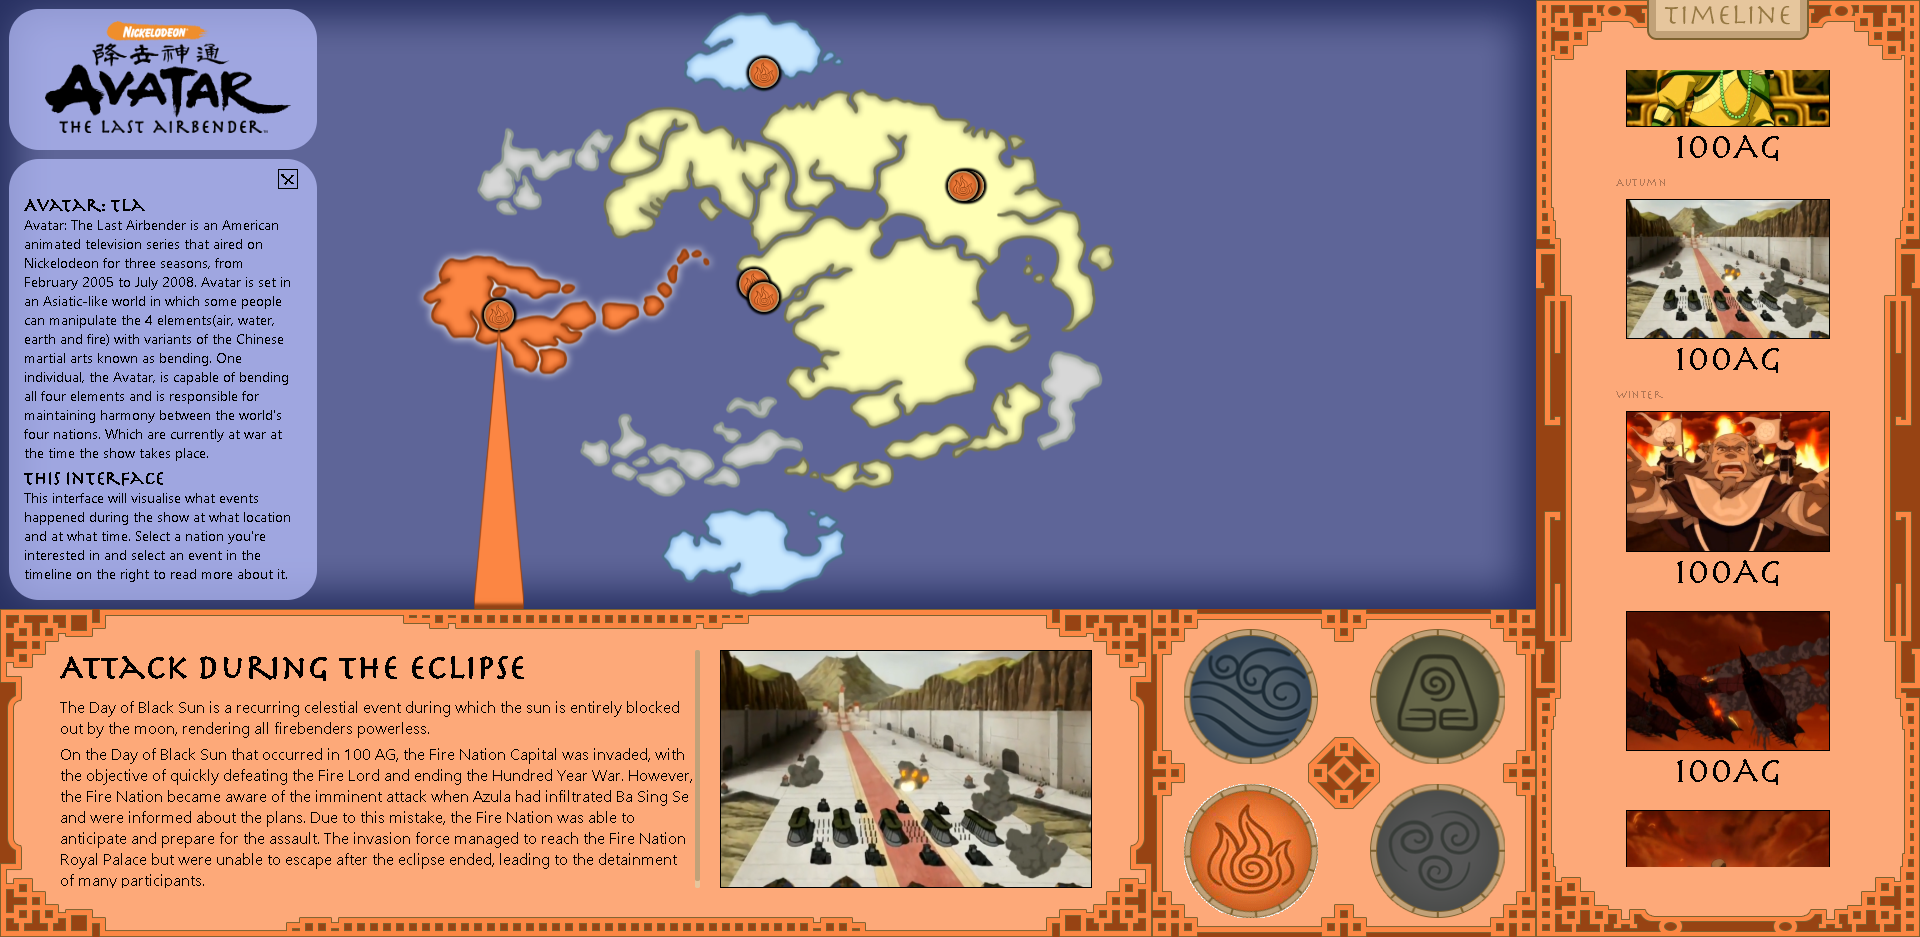 NICKELODEON
降去神通
AVATAR
THE LAST AIRBENDER
AVATAR: TLA
Avatar: The Last Airbender is an American
animated television series that aired on
Nickelodeon for three seasons, from
February 2005 to July 2008. Avatar is set in
an Asiatic-like world in which some people
can manipulate the 4 elements(air, water,
earth and fire) with variants of the Chinese
martial arts known as bending. One
individual, the Avatar, is capable of bending
all four elements and is responsible for
maintaining harmony between the world's
four nations. Which are currently at war at
the time the show takes place.
THIS INTERFACE
This interface will visualise what events
happened during the show at what location
and at what time. Select a nation you're
interested in and select an event in the
timeline on the right to read more about it.
ATTACK DURING THE ECLIPSE
The Day of Black Sun is a recurring celestial event during which the sun is entirely blocked
out by the moon, rendering all firebenders powerless.
On the Day of Black Sun that occurred in 100 AG, the Fire Nation Capital was invaded, with
the objective of quickly defeating the Fire Lord and ending the Hundred Year War. However,
the Fire Nation became aware of the imminent attack when Azula had infiltrated Ba Sing Se
and were informed about the plans. Due to this mistake, the Fire Nation was able to
anticipate and prepare for the assault. The invasion force managed to reach the Fire Nation
Royal Palace but were unable to escape after the eclipse ended, leading to the detainment
of many participants.
TIMELINE
100AG
AUTUMN
100AG
WINTER
100AG
100AG